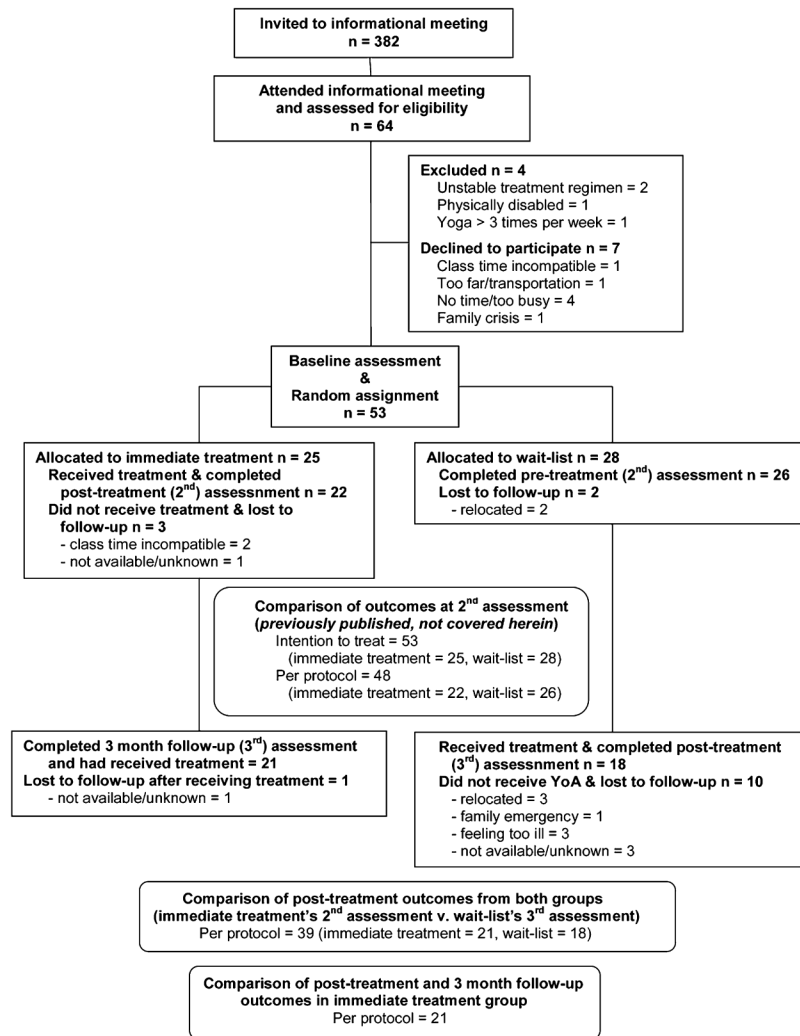 Invited to informational meeting
n = 382
Attended informational meeting
and assessed for eligibility
n = 64
Excluded n = 4
Unstable treatment regimen = 2
Physically disabled = 1
Yoga > 3 times per week = 1
Declined to participate n = 7
Class time incompatible = 1
Too far/transportation = 1
No time/too busy = 4
Family crisis = 1
Baseline assessment
&
Random assignment
n = 53
Allocated to immediate treatment n = 25
Received treatment & completed
post-treatment (2nd) assessnment n = 22
Did not receive treatment & lost to
follow-up n = 3
- class time incompatible = 2
- not available/unknown = 1
Allocated to wait-list n = 28
Completed pre-treatment (2nd) assessment n = 26
Lost to follow-up n = 2
- relocated = 2
Comparison of outcomes at 2nd assessment
(previously published, not covered herein)
Intention to treat = 53
(immediate treatment = 25, wait-list = 28)
Per protocol = 48
(immediate treatment = 22, wait-list = 26)
Completed 3 month follow-up (3rd) assessment
and had received treatment = 21
Lost to follow-up after receiving treatment = 1
- not available/unknown = 1
Received treatment & completed post-treatment
(3rd) assessnment n = 18
Did not receive YoA & lost to follow-up n = 10
- relocated = 3
- family emergency = 1
- feeling too ill = 3
- not available/unknown = 3
Comparison of post-treatment outcomes from both groups
(immediate treatment's 2nd assessment v. wait-list's 3rd assessment)
Per protocol = 39 (immediate treatment = 21, wait-list = 18)
Comparison of post-treatment and 3 month follow-up
outcomes in immediate treatment group
Per protocol = 21